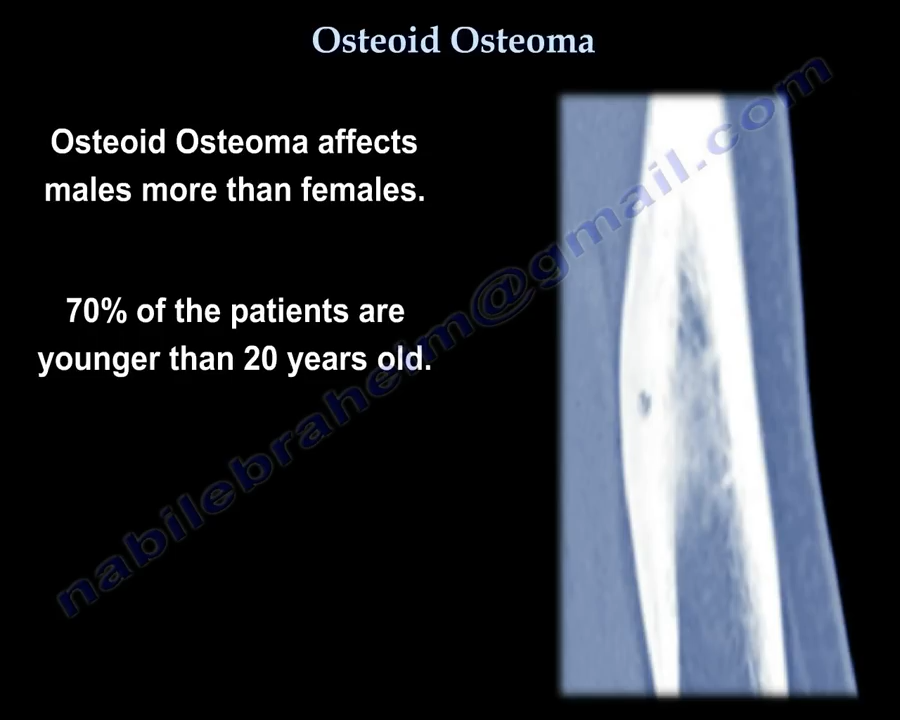 Osteoid Osteoma
Osteoid Osteoma affects
males more than females.
70% of the patients are
younger than 20 years old.
nabilebraheim@gmail.com